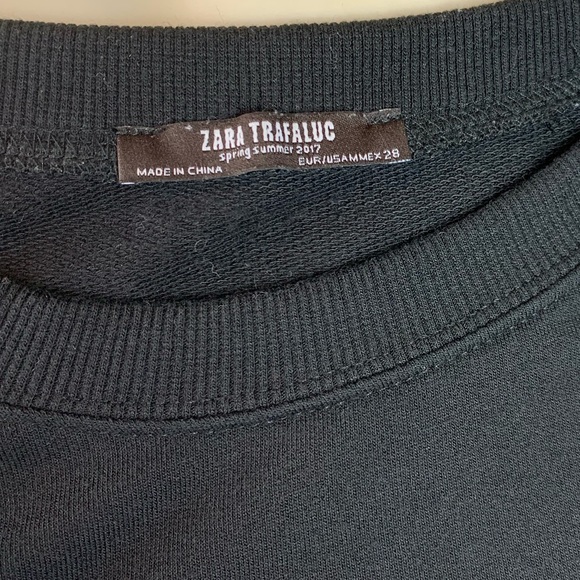 ZARA TRAFALUC
spring summer 2017
MADE IN CHINA EUR/USAMMEX 28